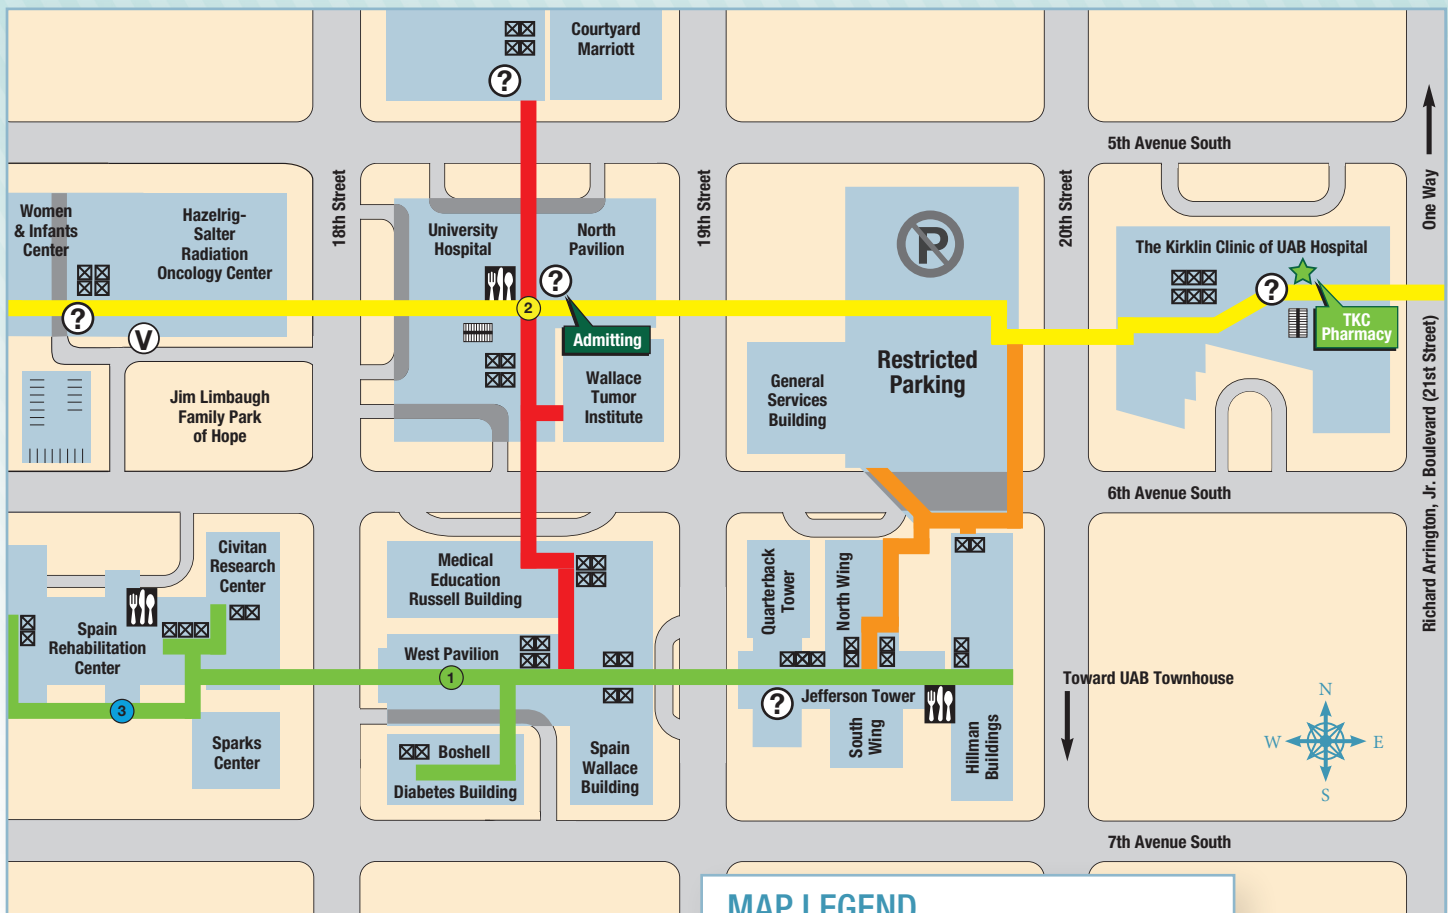 Courtyard
Marriott
?
5th Avenue South
One Way
18th Street
19th Street
20th Street
Women
& Infants
Center
Hazelrig-
Salter
Radiation
Oncology Center
University
Hospital
North
Pavilion
P
The Kirklin Clinic of UAB Hospital
?
?
?
2
V
Admitting
TKC
Pharmacy
Restricted
Parking
General
Services
Building
Wallace
Tumor
Institute
Jim Limbaugh
Family Park
of Hope
Richard Arrington, Jr. Boulevard (21st Street)
6th Avenue South
Civitan
Research
Center
Medical
Education
Russell Building
Quarterback
Tower
North Wing
Spain
Rehabilitation
Center
West Pavilion
1
Toward UAB Townhouse
3
?
Jefferson Tower
South
Wing
Hillman
Buildings
Sparks
Center
Boshell
Diabetes Building
Spain
Wallace
Building
N
W
E
S
7th Avenue South
MAP LEGEND